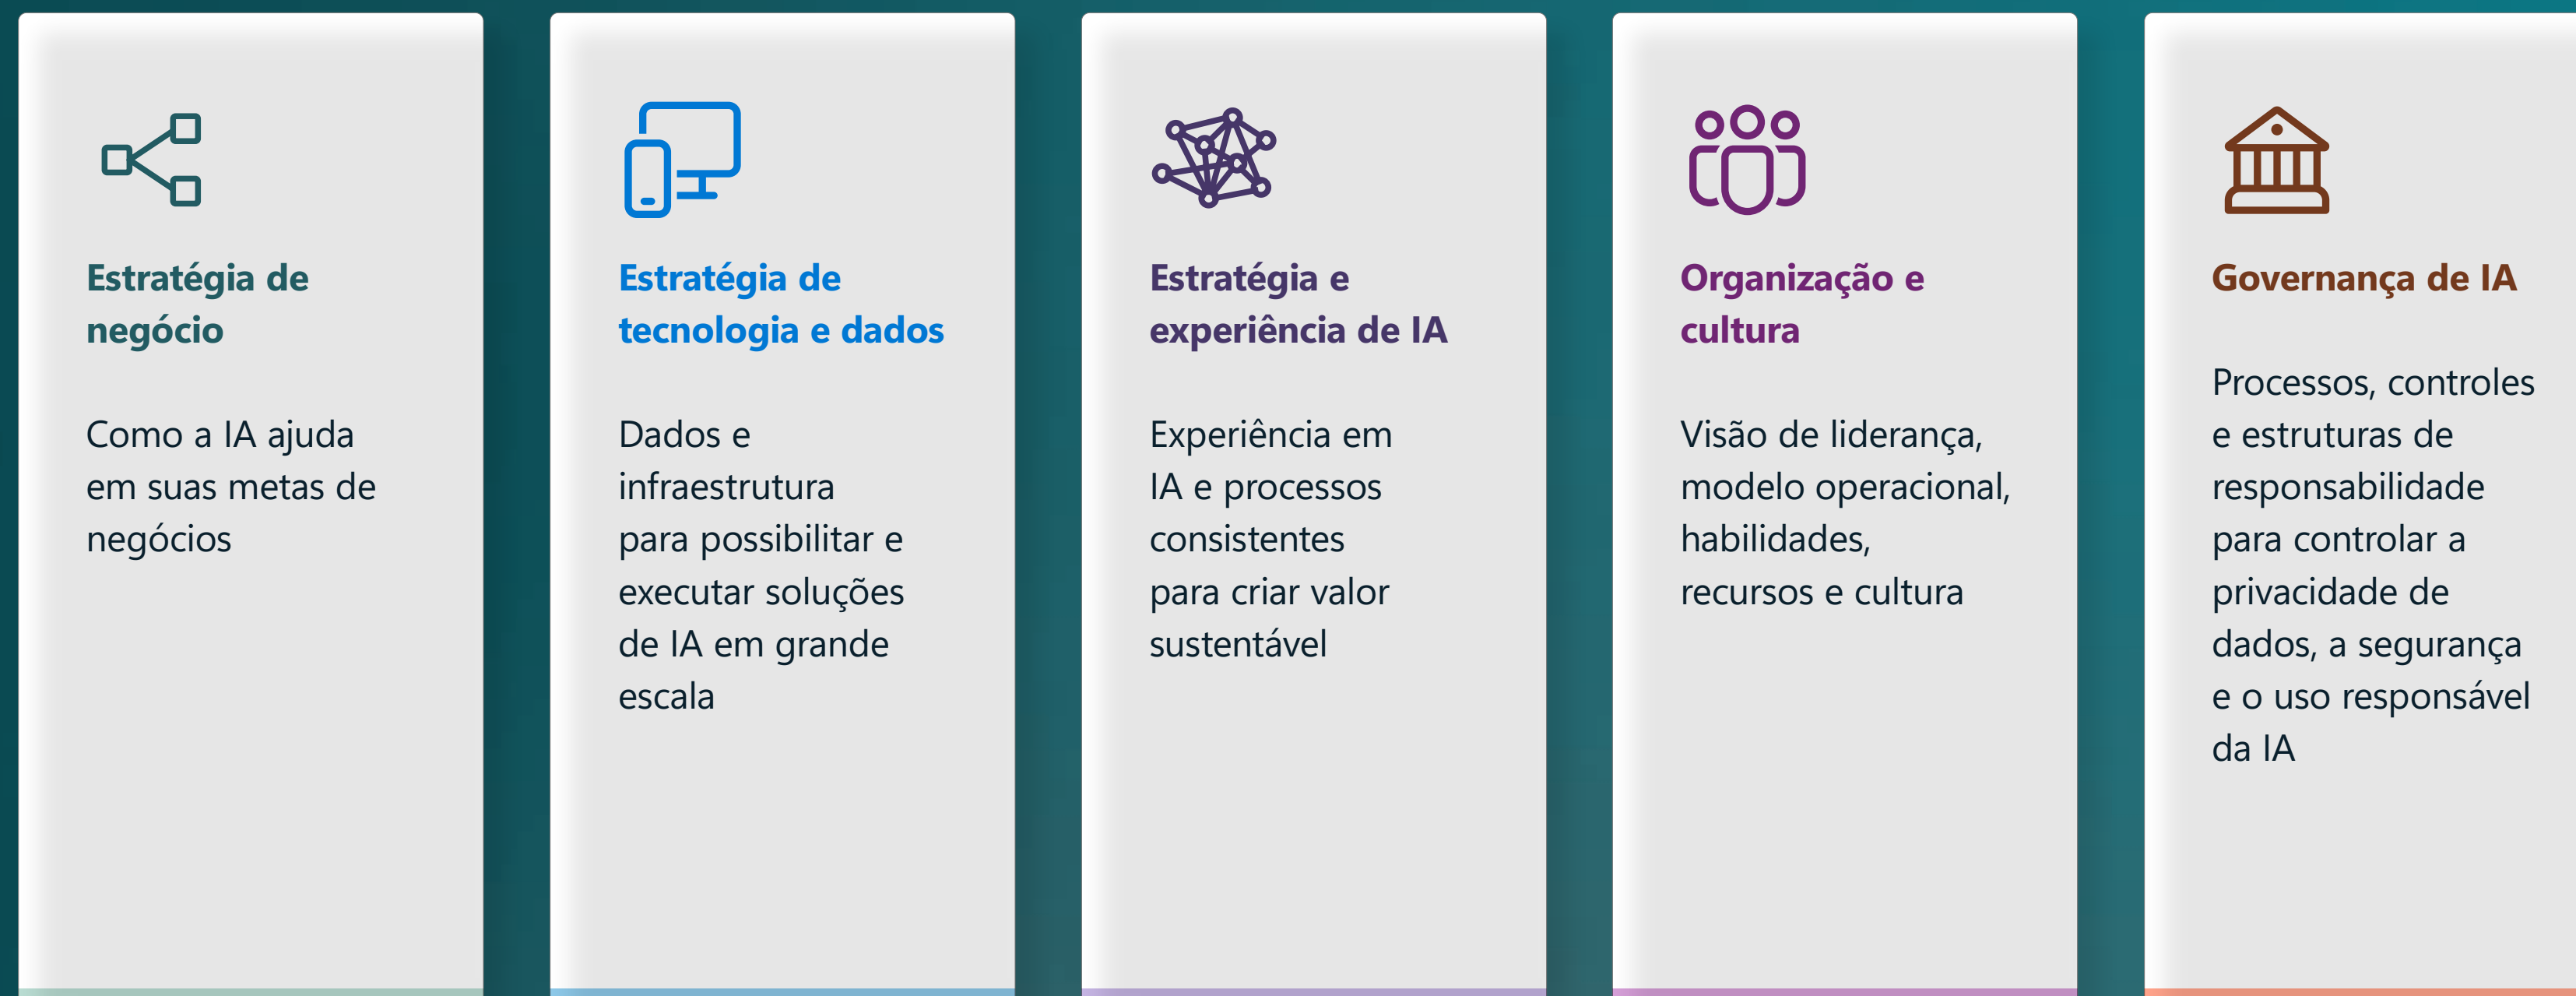 Estratégia de
negócio
Como a IA ajuda
em suas metas de
negócios
Estratégia de
tecnologia e dados
Dados e
infraestrutura
para possibilitar e
executar soluções
de IA em grande
escala
Estratégia e
experiência de IA
Experiência em
IA e processos
consistentes
para criar valor
sustentável
Organização e
cultura
Visão de liderança,
modelo operacional,
habilidades,
recursos e cultura
Governança de IA
Processos, controles
e estruturas de
responsabilidade
para controlar a
privacidade de
dados, a segurança
e o uso responsável
da IA